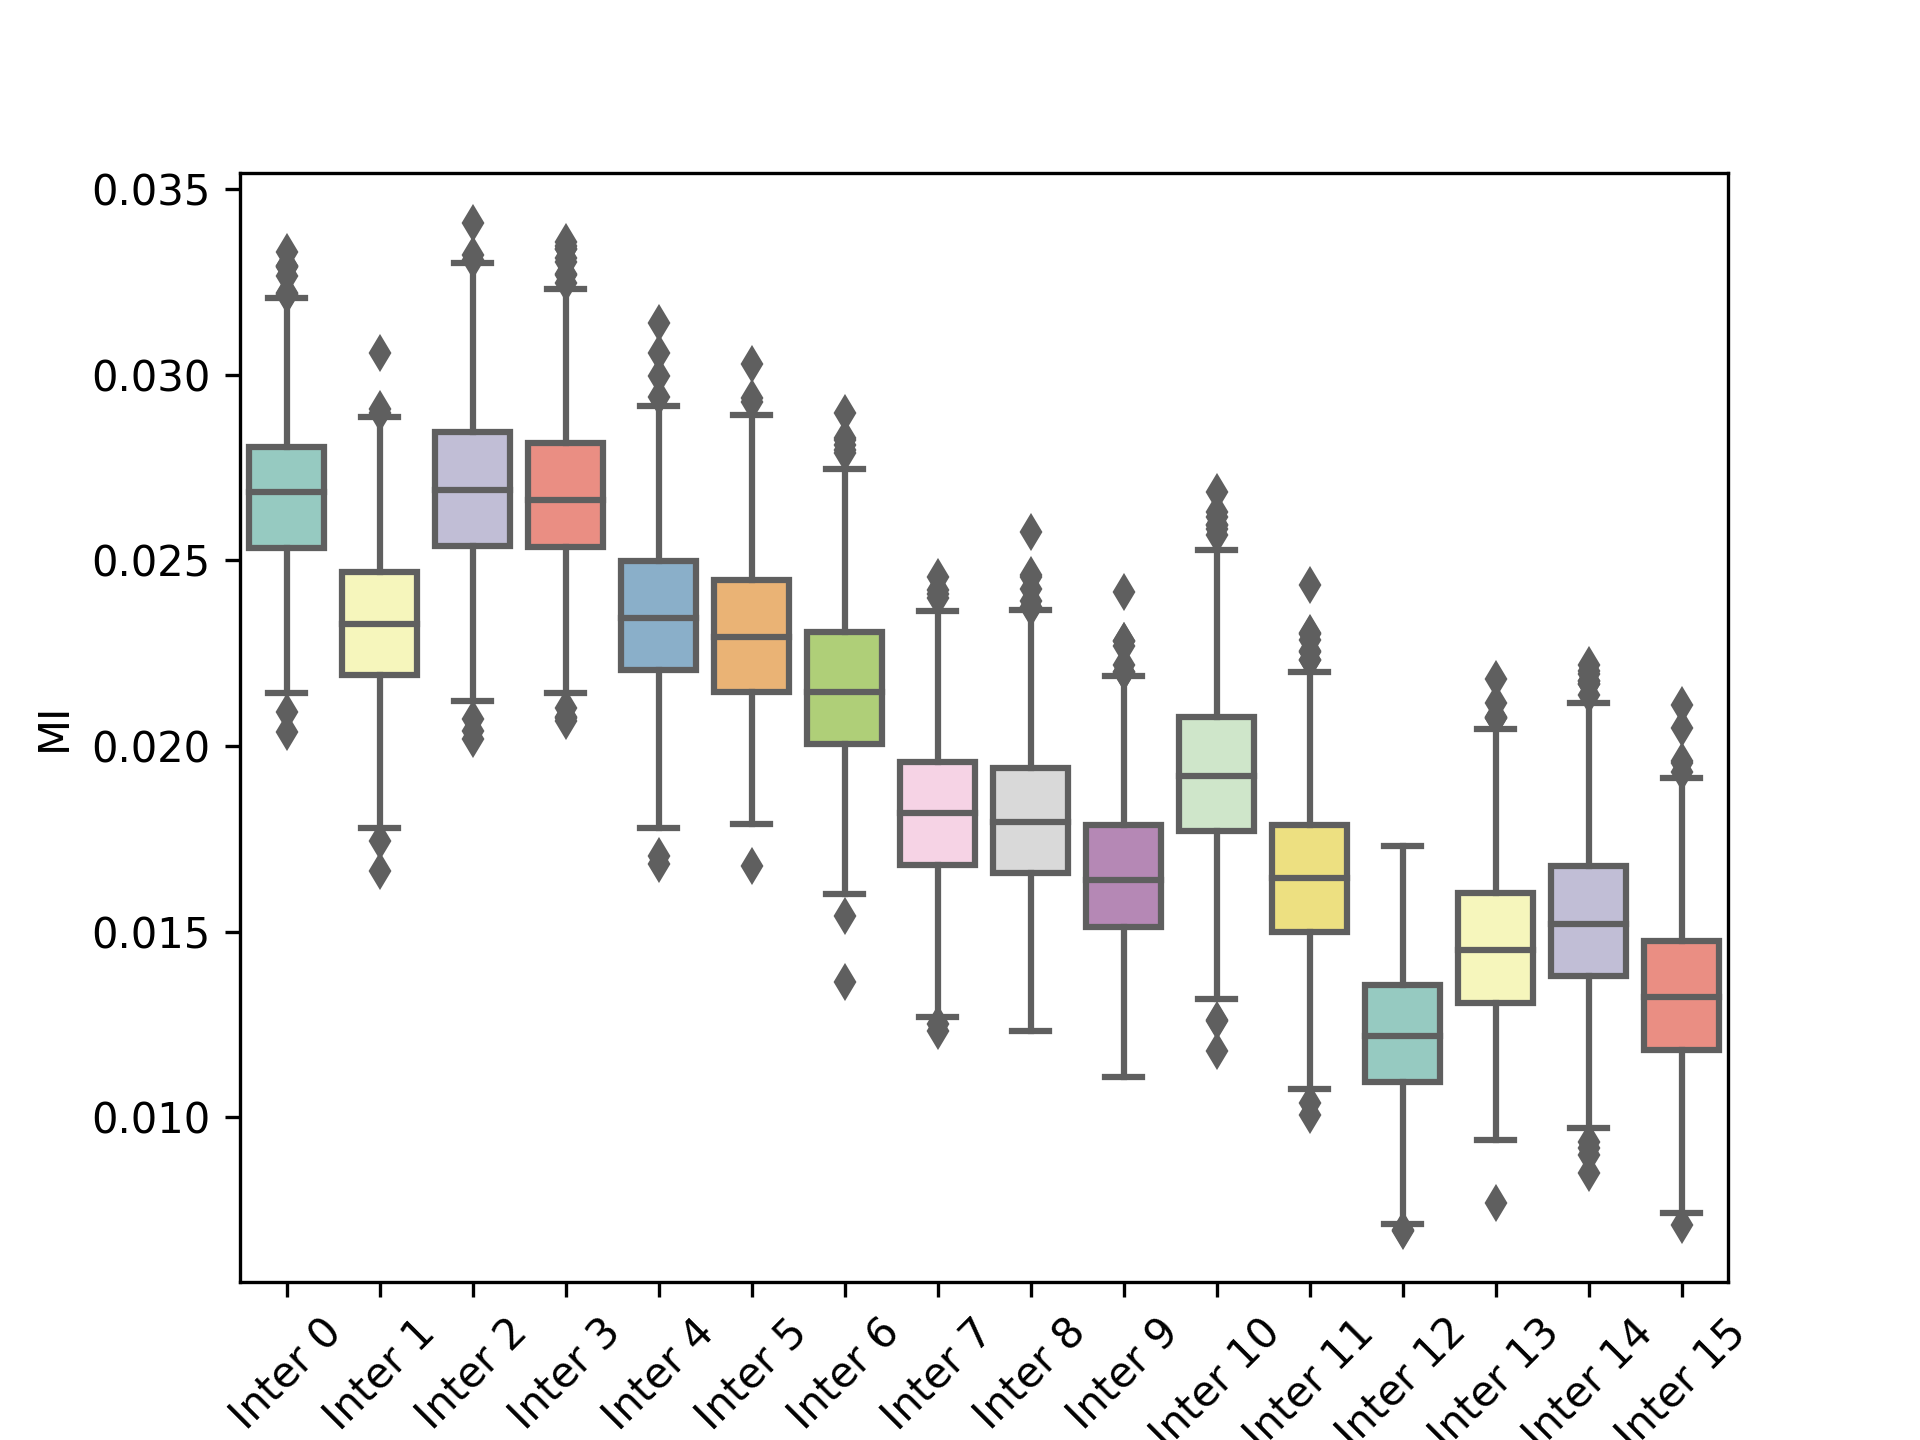 0.035
0.030
0.025
0.020
0.015
0.010
MI
Inter 0
Inter 1
Inter 2
Inter 3
Inter 4
Inter 5
Inter 6
Inter 7
Inter 8
Inter 9
Inter 10
Inter 11
Inter 12
Inter 13
Inter 14
Inter 15